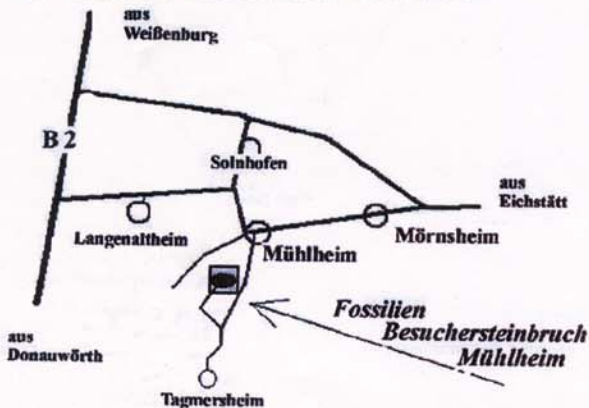 aus
Weißenburg
B 2
Solnhofen
aus
Eichstätt
Langenaltheim
Mühlheim
Mörnsheim
Fossilien
Besuchersteinbruch
Mühlheim
aus
Donauwörth
Tagmersheim